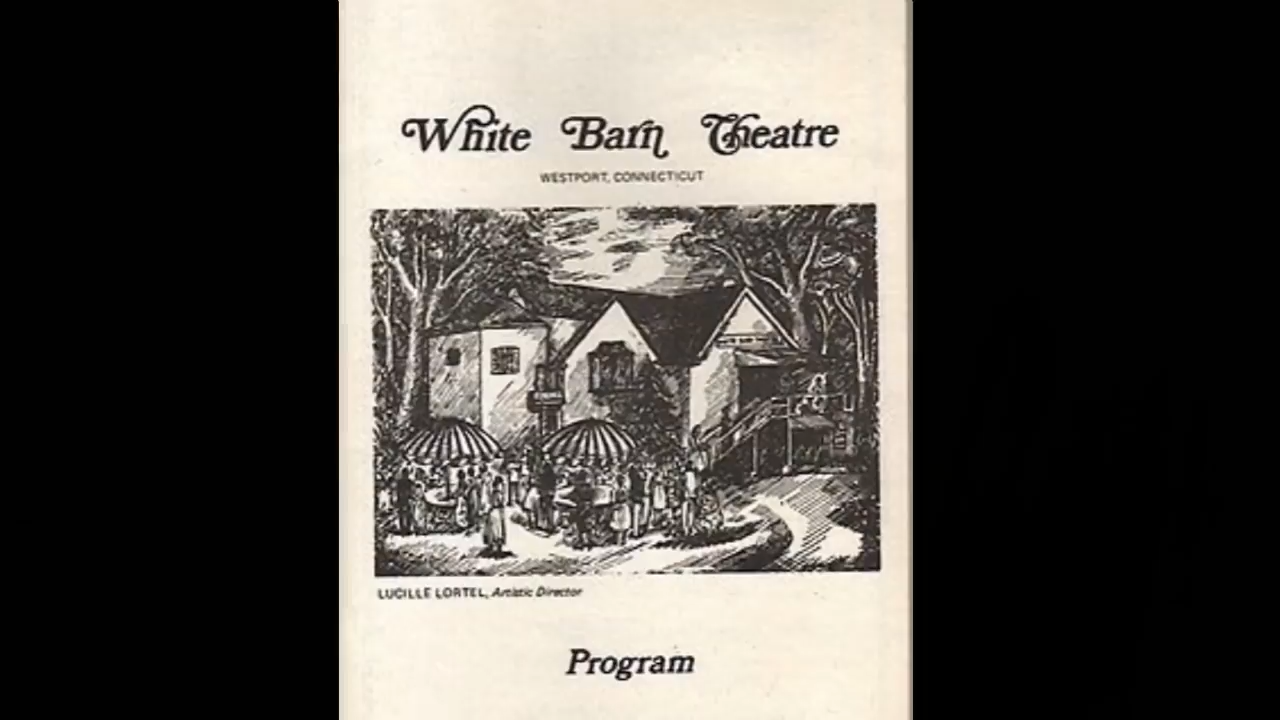 White Barn Theatre
WESTPORT, CONNECTICUT
LUCILLE LORTEL, Artistic Director
Program